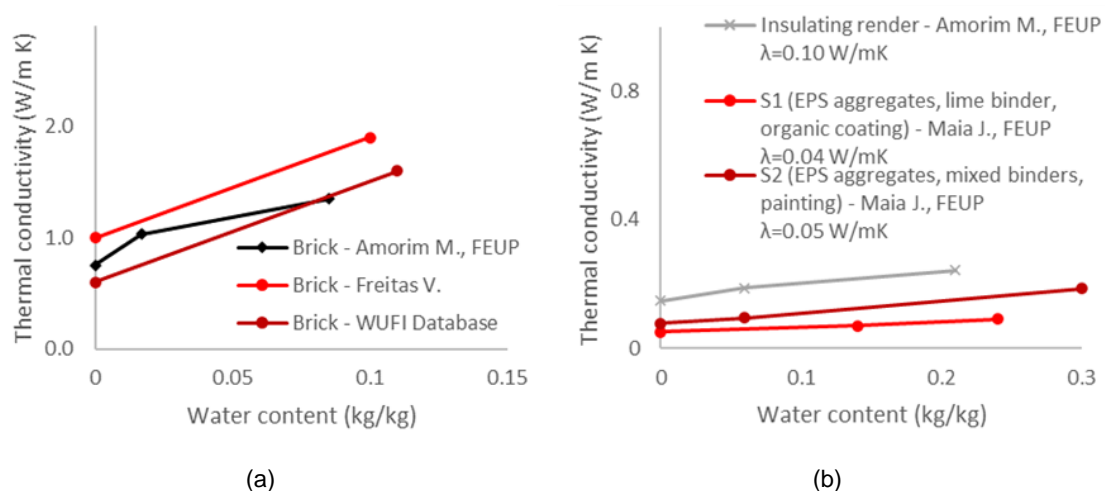 Thermal conductivity (W/m K)
2.0
1.0
0.0
0
0.05
0.1
0.15
Water content (kg/kg)
Brick - Amorim M., FEUP
Brick - Freitas V.
Brick - WUFI Database
(a)
Thermal conductivity (W/m K)
0.8
0.4
0
0
0.1
0.2
0.3
Water content (kg/kg)
Insulating render - Amorim M., FEUP
λ=0.10 W/mK
S1 (EPS aggregates, lime binder,
organic coating) - Maia J., FEUP
λ=0.04 W/mK
S2 (EPS aggregates, mixed binders,
painting) - Maia J., FEUP
λ=0.05 W/mK
(b)